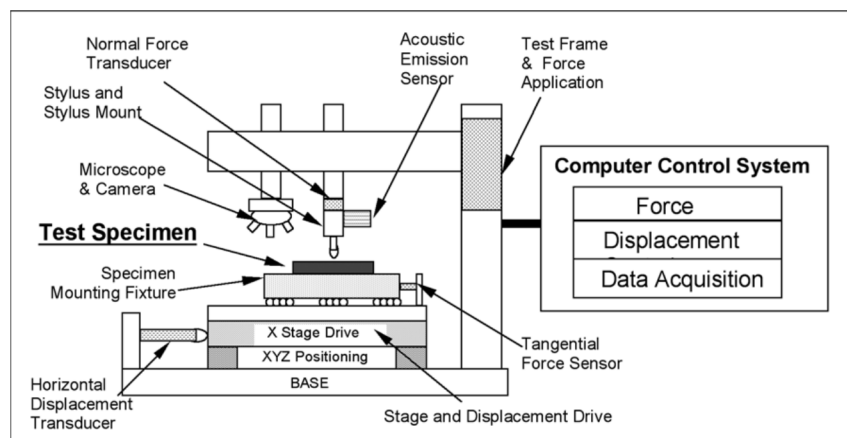 Normal Force
Transducer
Acoustic
Emission
Sensor
Test Frame
& Force
Application
Stylus and
Stylus Mount
Microscope
& Camera
Test Specimen
Specimen
Mounting Fixture
Computer Control System
Force
Displacement
Data Acquisition
X Stage Drive
XYZ Positioning
BASE
Tangential
Force Sensor
Horizontal
Displacement
Transducer
Stage and Displacement Drive